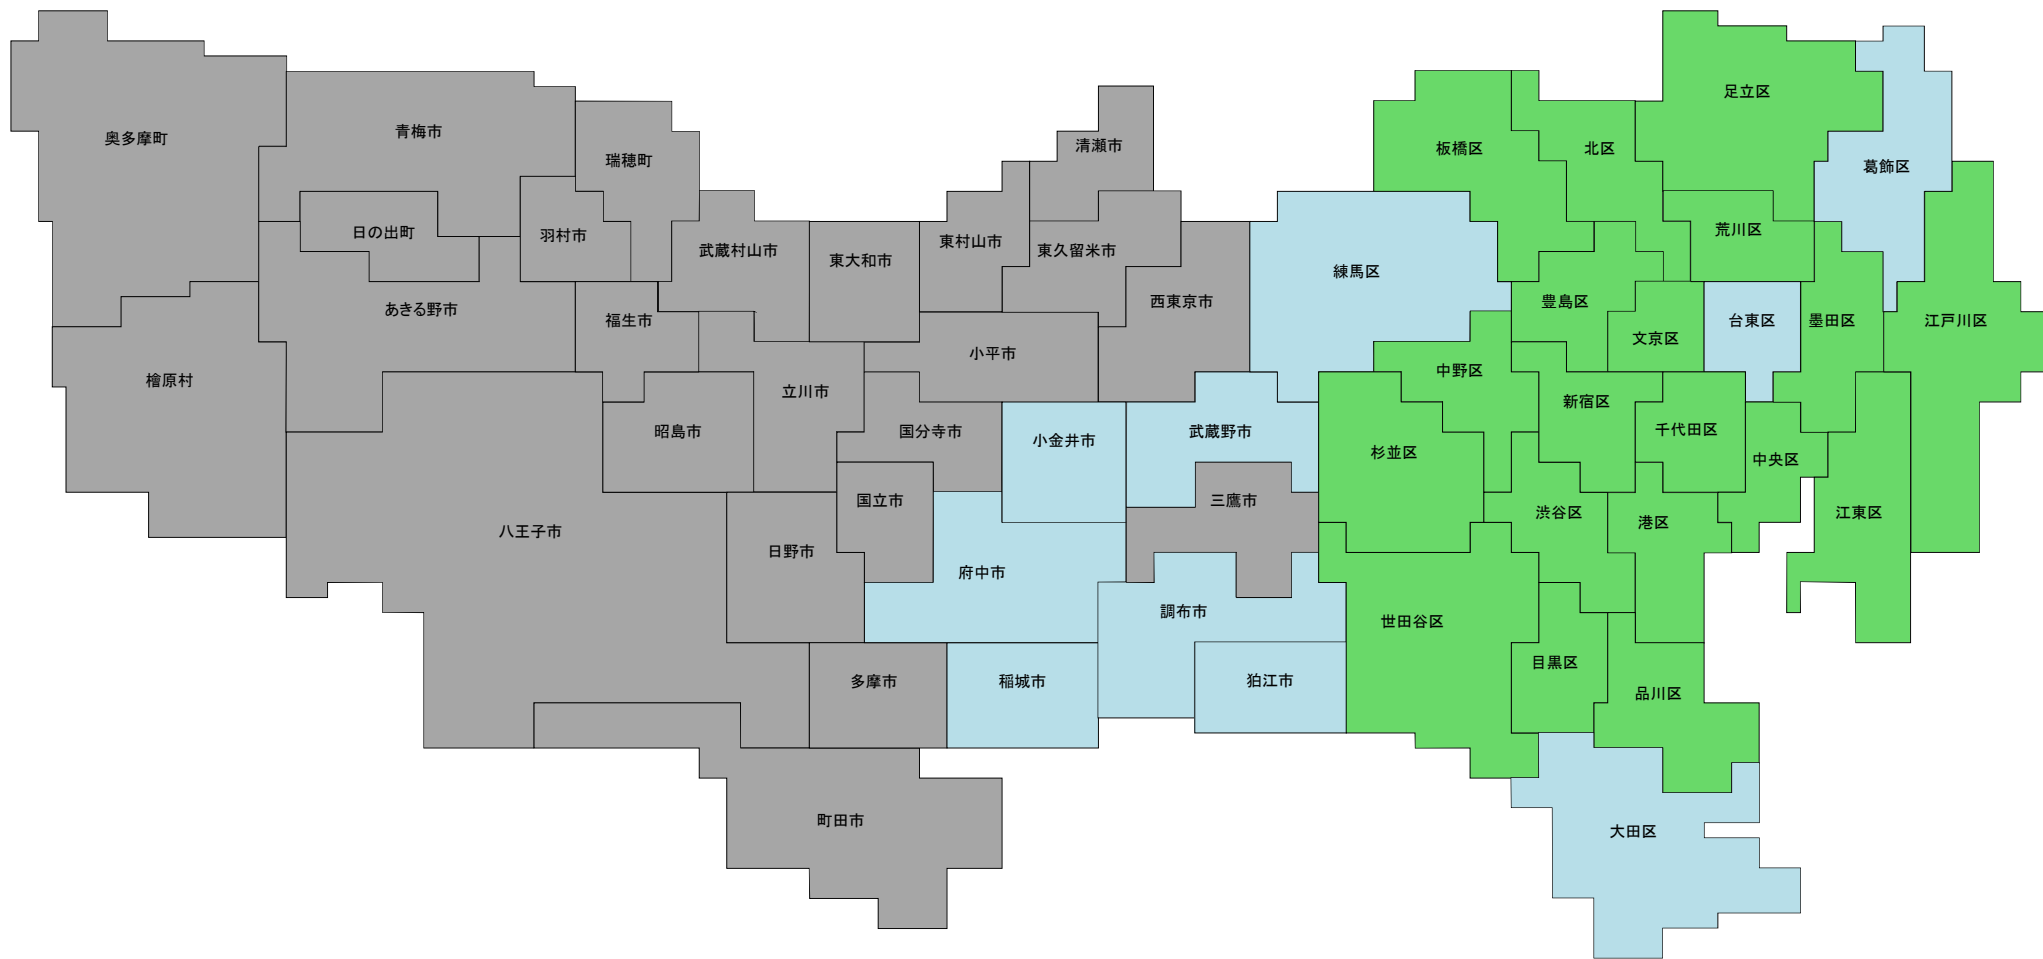 足立区
奥多摩町
青梅市
清瀬市
板橋区
北区
瑞穂町
葛飾区
日の出町
羽村市
武蔵村山市
東大和市
東村山市
東久留米市
荒川区
練馬区
あきる野市
福生市
西東京市
豊島区
台東区
墨田区
江戸川区
文京区
小平市
檜原村
中野区
立川市
新宿区
昭島市
国分寺市
小金井市
武蔵野市
千代田区
杉並区
中央区
国立市
三鷹市
渋谷区
港区
江東区
八王子市
日野市
府中市
調布市
世田谷区
目黒区
多摩市
稲城市
狛江市
品川区
町田市
大田区